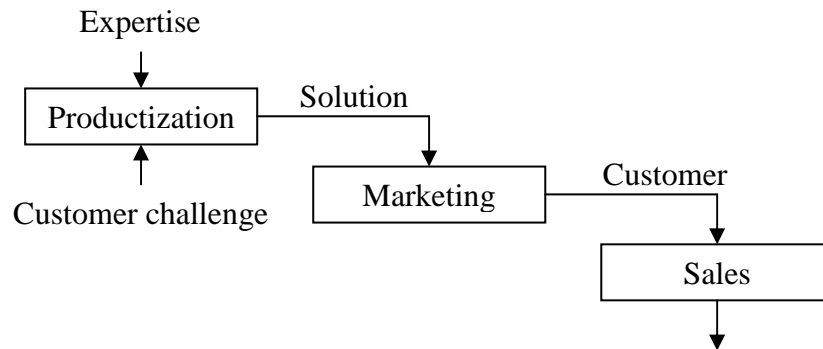 Expertise
Productization
Solution
Customer challenge
Marketing
Customer
Sales